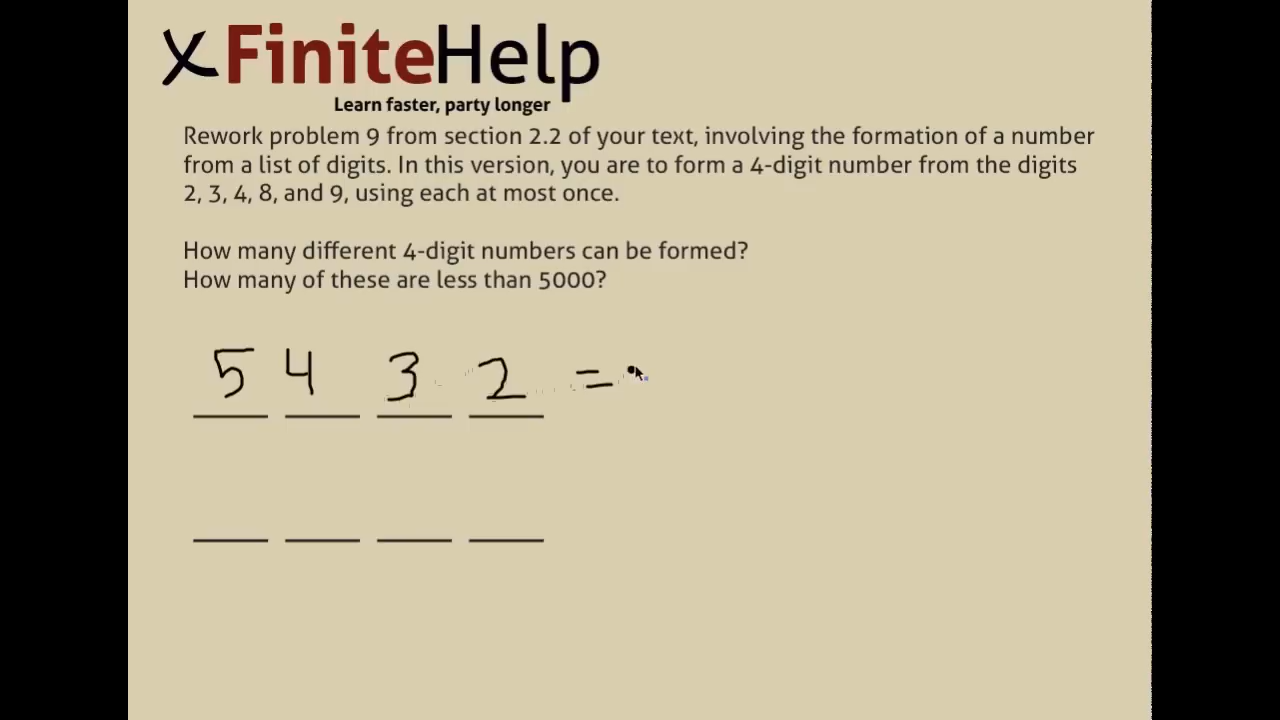 XFiniteHelp
Learn faster, party longer
Rework problem 9 from section 2.2 of your text, involving the formation of a number
from a list of digits. In this version, you are to form a 4-digit number from the digits
2, 3, 4, 8, and 9, using each at most once.
How many different 4-digit numbers can be formed?
How many of these are less than 5000?
5 4 3 2 =